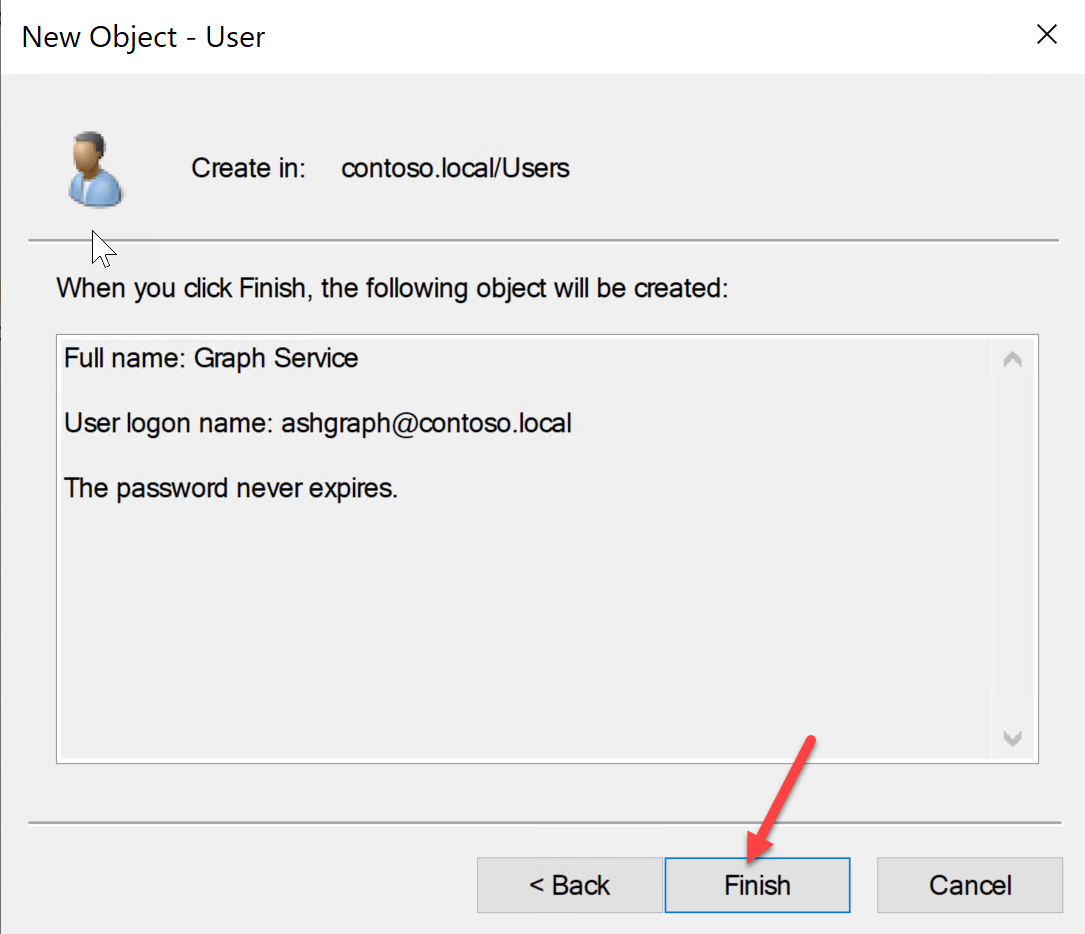 New Object - User
Create in: contoso.local/Users
When you click Finish, the following object will be created:
Full name: Graph Service
User logon name: ashgraph@contoso.local
The password never expires.
< Back
Finish
Cancel